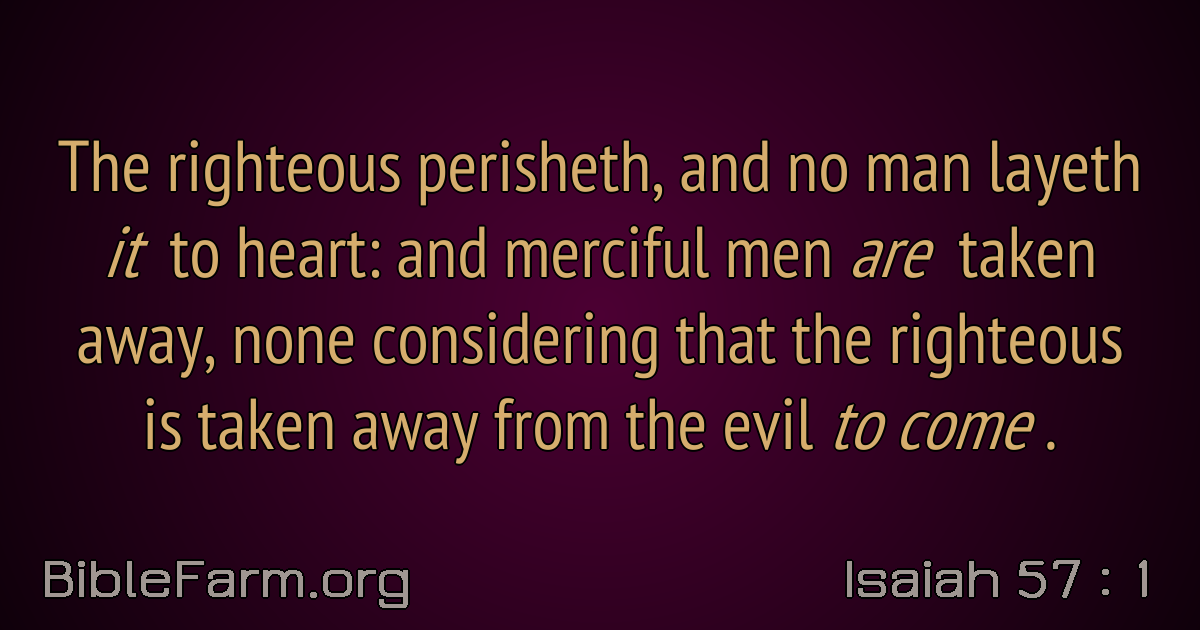 The righteous perisheth, and no man layeth
it to heart: and merciful men are taken
away, none considering that the righteous
is taken away from the evil to come .
BibleFarm.org
Isaiah 57 : 1